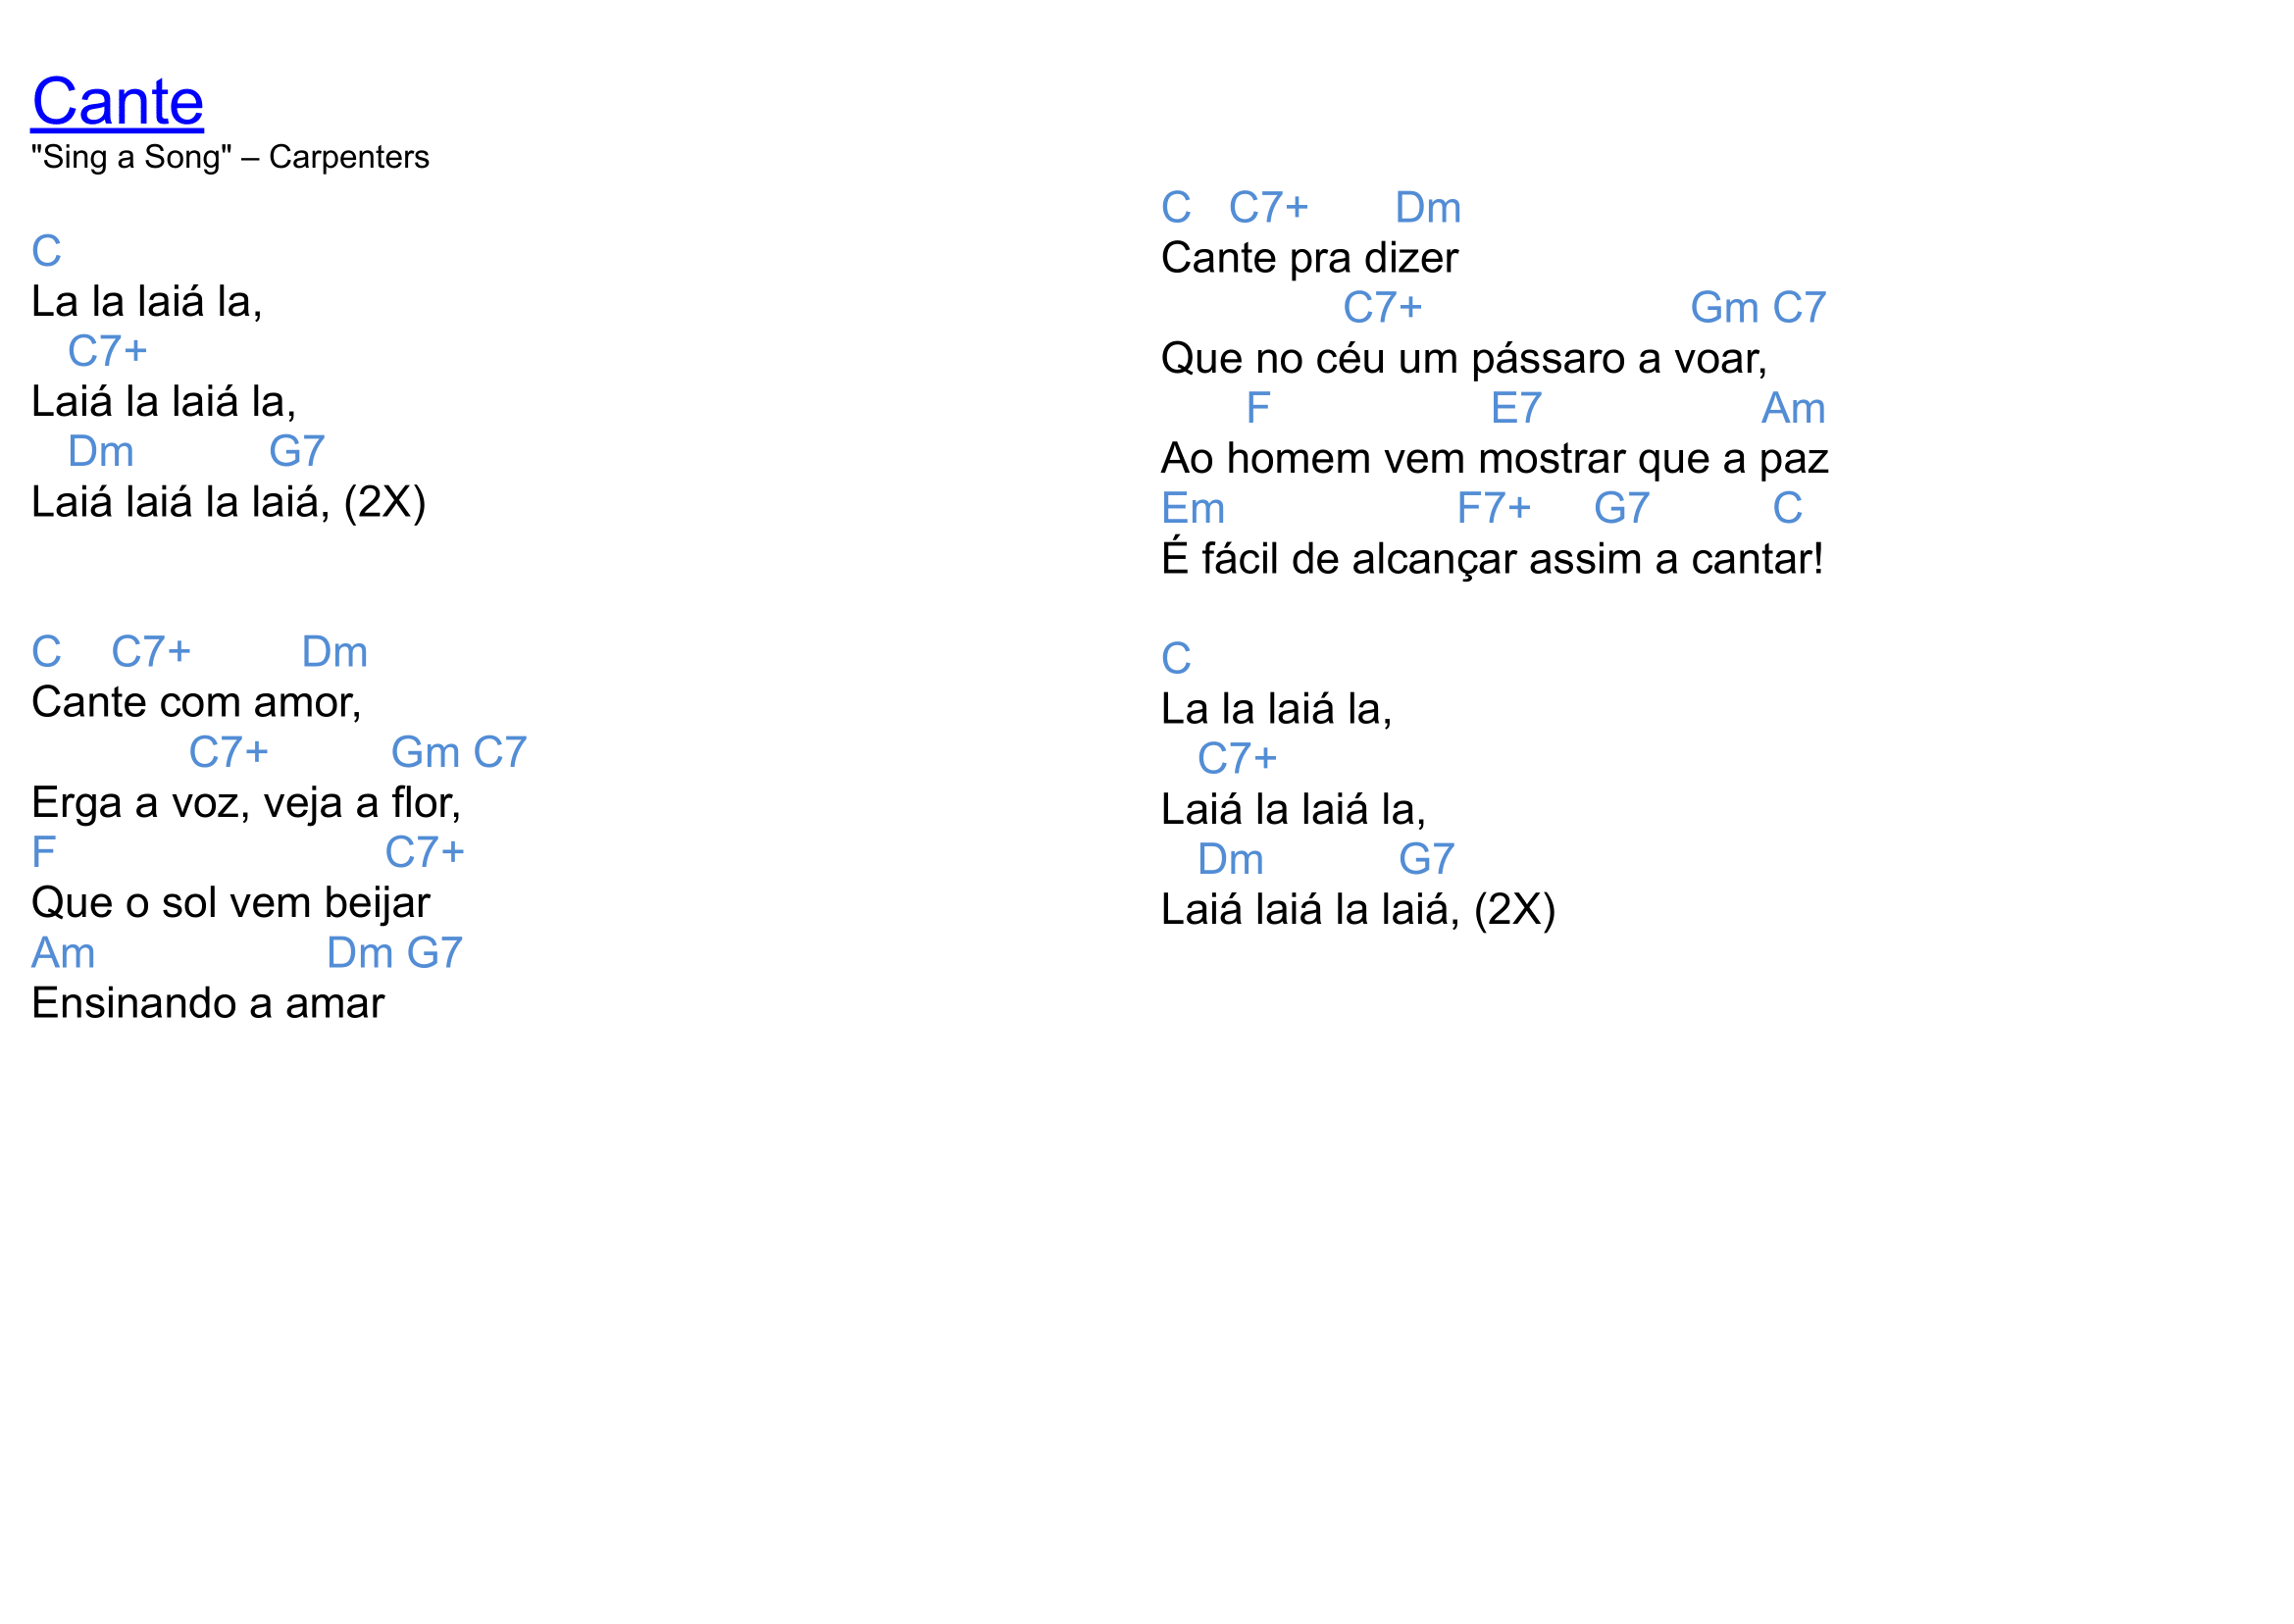 Cante
"Sing a Song" – Carpenters
C
La la laiá la,
C7+
Laiá la laiá la,
Dm G7
Laiá laiá la laiá, (2X)
C C7+ Dm
Cante com amor,
C7+ Gm C7
Erga a voz, veja a flor,
F C7+
Que o sol vem beijar
Am Dm G7
Ensinando a amar
C C7+ Dm
Cante pra dizer
C7+ Gm C7
Que no céu um pássaro a voar,
F E7 Am
Ao homem vem mostrar que a paz
Em F7+ G7 C
É fácil de alcançar assim a cantar!
C
La la laiá la,
C7+
Laiá la laiá la,
Dm G7
Laiá laiá la laiá, (2X)